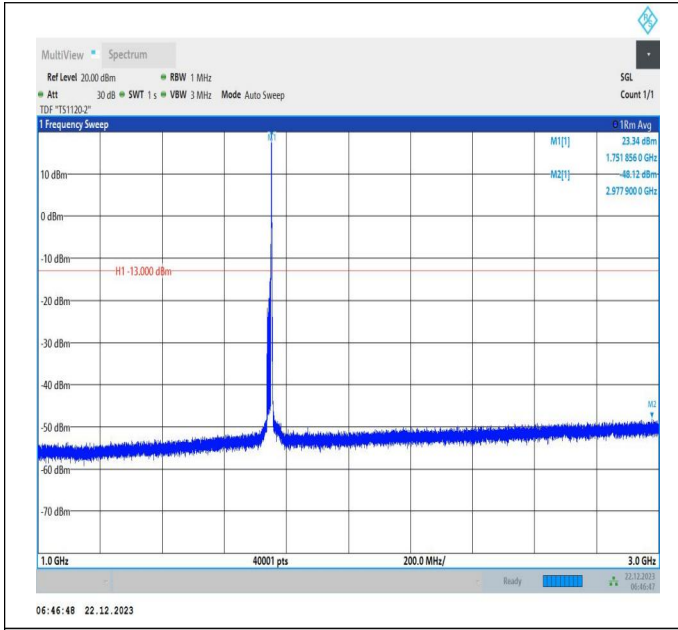 R S
MultiView Spectrum
Ref Level 20.00 dBm RBW 1 MHz SGL
Att 30 dB SWT 1 s VBW 3 MHz Mode Auto Sweep Count 1/1
TDF "TS1120-2"
1 Frequency Sweep 1Rm Avg
M1 M1[1] 23.34 dBm
1.751 856 0 GHz
10 dBm M2[1] -48.12 dBm
2.977 900 0 GHz
0 dBm
-10 dBm
H1 -13.000 dBm
-20 dBm
-30 dBm
-40 dBm
M2
-50 dBm
-60 dBm
-70 dBm
1.0 GHz 40001 pts 200.0 MHz/ 3.0 GHz
Ready 22.12.2023
06:46:47
06:46:48 22.12.2023